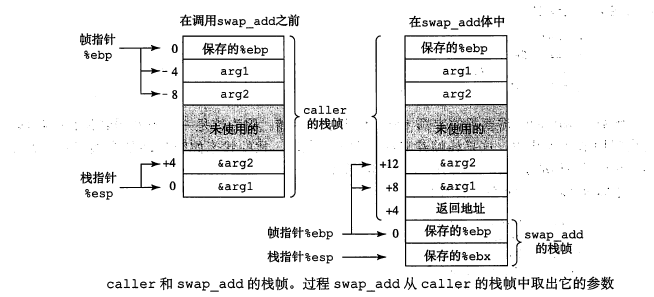 在调用swap_add之前
帧指针
%ebp
0
-4
-8
保存的%ebp
arg1
arg2
未使用的
+4
0
&arg2
&arg1
栈指针
%esp
caller
的栈帧
在swap_add体中
保存的%ebp
arg1
arg2
未使用的
+12
&arg2
+8
&arg1
+4
返回地址
帧指针%ebp
0
保存的%ebp
栈指针%esp
保存的%ebx
swap_add
的栈帧
caller 和 swap_add 的栈帧。过程 swap_add 从 caller 的栈帧中取出它的参数